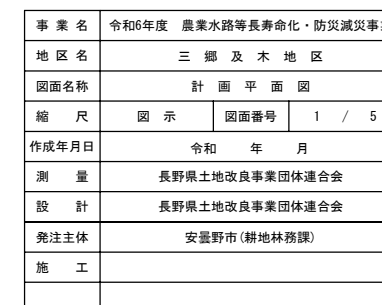 事 業 名 令和6年度 農業水路等長寿命化・防災減災事
地 区 名 三 郷 及 木 地 区
図面名称 計 画 平 面 図
縮 尺 図 示 図面番号 1 / 5
作成年月日 令和 年 月
測 量 長野県土地改良事業団体連合会
設 計 長野県土地改良事業団体連合会
発注主体 安曇野市(耕地林務課)
施 工